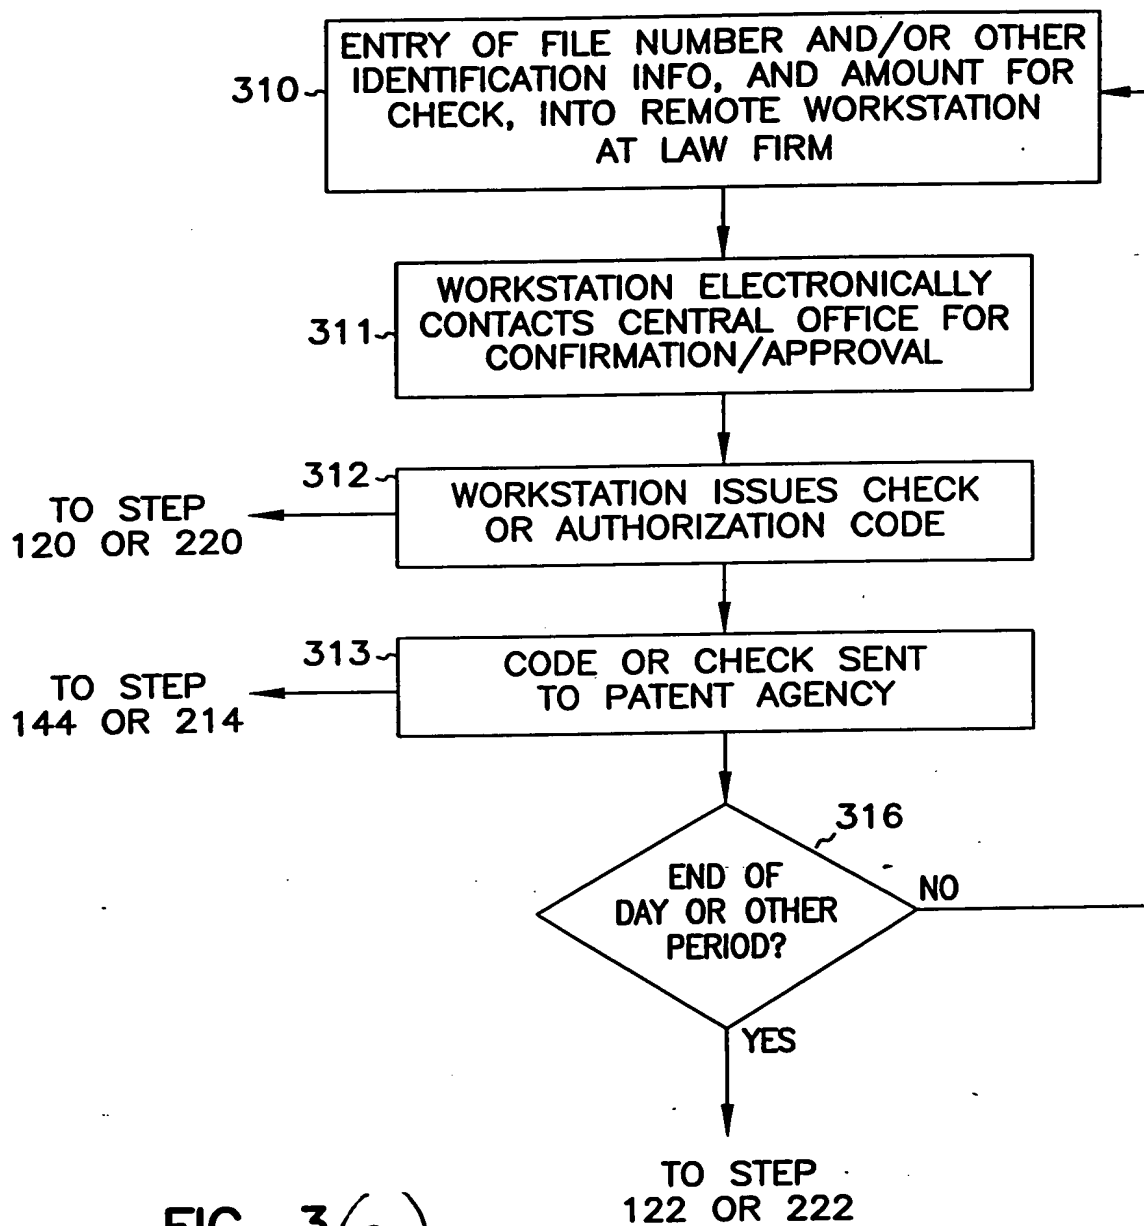 ENTRY OF FILE NUMBER AND/OR OTHER
IDENTIFICATION INFO, AND AMOUNT FOR
CHECK, INTO REMOTE WORKSTATION
AT LAW FIRM
310
WORKSTATION ELECTRONICALLY
CONTACTS CENTRAL OFFICE FOR
CONFIRMATION/APPROVAL
311
312
WORKSTATION ISSUES CHECK
OR AUTHORIZATION CODE
TO STEP
120 OR 220
313
CODE OR CHECK SENT
TO PATENT AGENCY
TO STEP
144 OR 214
316
END OF
DAY OR OTHER
PERIOD?
NO
YES
TO STEP
122 OR 222
FIG. 3